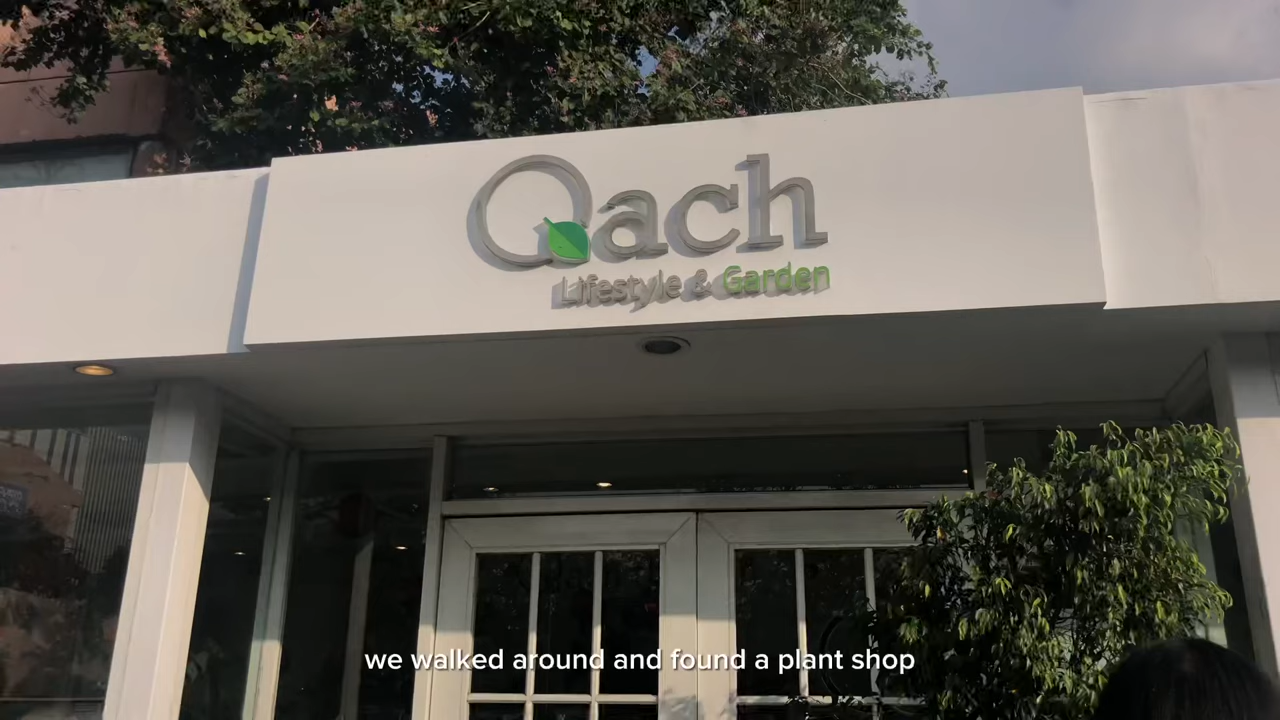 Qach
Lifestyle & Garden
we walked around and found a plant shop